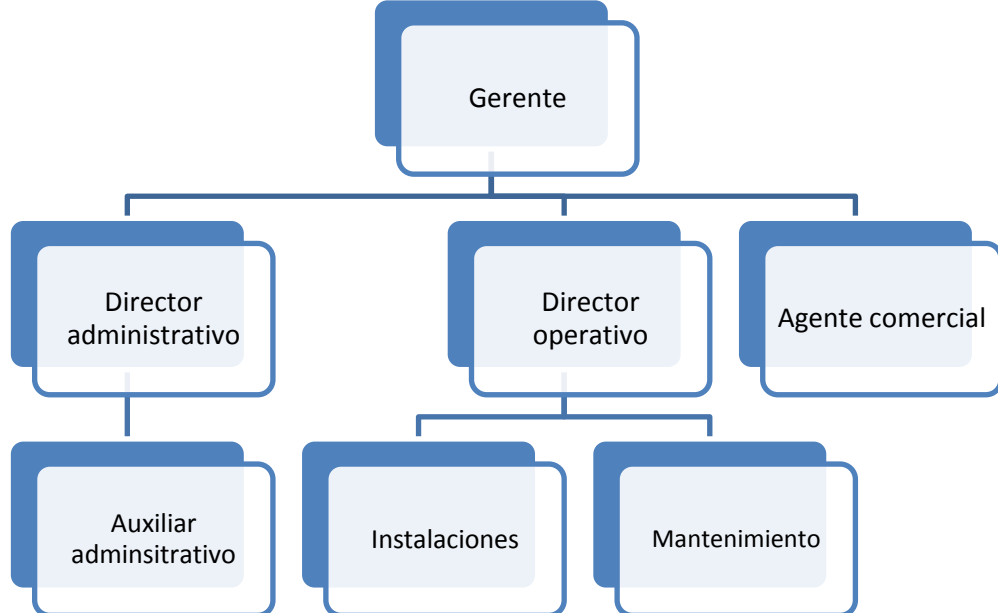 Gerente
Director
administrativo
Director
operativo
Agente comercial
Auxiliar
adminsitrativo
Instalaciones
Mantenimiento